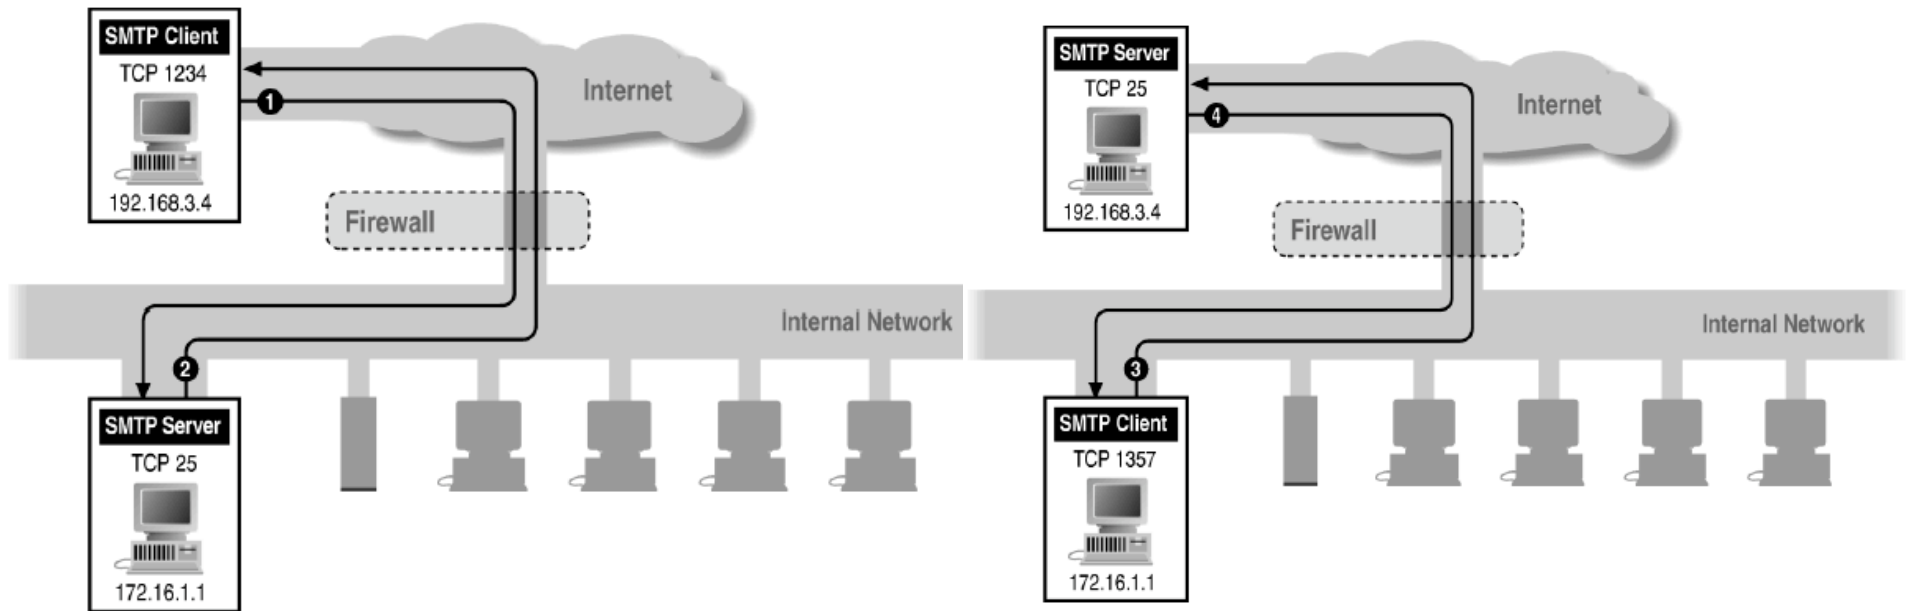 SMTP Client
TCP 1234
192.168.3.4
1
Internet
Firewall
Internal Network
2
SMTP Server
TCP 25
172.16.1.1
SMTP Server
TCP 25
192.168.3.4
4
Internet
Firewall
Internal Network
3
SMTP Client
TCP 1357
172.16.1.1